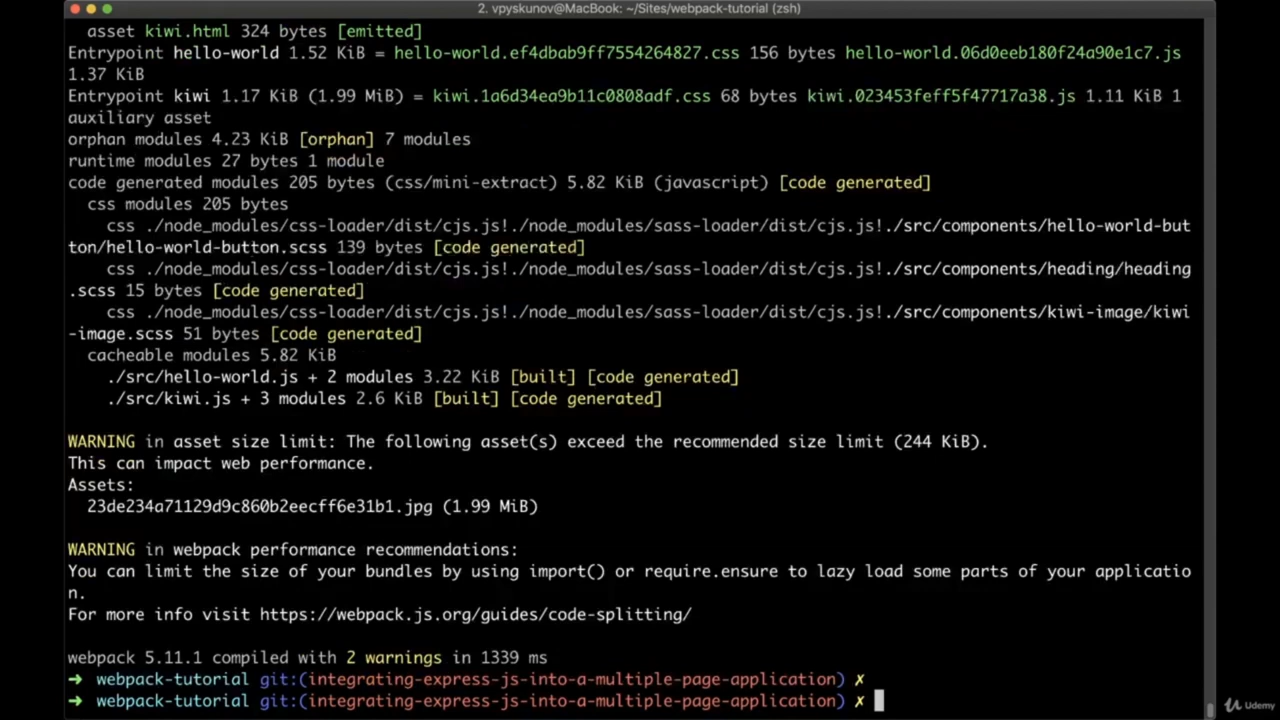 2. vpyskunov@MacBook: ~/Sites/webpack-tutorial (zsh)
asset kiwi.html 324 bytes [emitted]
Entrypoint hello-world 1.52 KiB = hello-world.ef4dbab9ff7554264827.css 156 bytes hello-world.06d0eeb180f24a90e1c7.js
1.37 KiB
Entrypoint kiwi 1.17 KiB (1.99 MiB) = kiwi.1a6d34ea9b11c0808adf.css 68 bytes kiwi.023453feff5f47717a38.js 1.11 KiB 1
auxiliary asset
orphan modules 4.23 KiB [orphan] 7 modules
runtime modules 27 bytes 1 module
code generated modules 205 bytes (css/mini-extract) 5.82 KiB (javascript) [code generated]
css modules 205 bytes
css ./node_modules/css-loader/dist/cjs.js!./node_modules/sass-loader/dist/cjs.js!./src/components/hello-world-but
ton/hello-world-button.scss 139 bytes [code generated]
css ./node_modules/css-loader/dist/cjs.js!./node_modules/sass-loader/dist/cjs.js!./src/components/heading/heading
.scss 15 bytes [code generated]
css ./node_modules/css-loader/dist/cjs.js!./node_modules/sass-loader/dist/cjs.js!./src/components/kiwi-image/kiwi
-image.scss 51 bytes [code generated]
cacheable modules 5.82 KiB
./src/hello-world.js + 2 modules 3.22 KiB [built] [code generated]
./src/kiwi.js + 3 modules 2.6 KiB [built] [code generated]
WARNING in asset size limit: The following asset(s) exceed the recommended size limit (244 KiB).
This can impact web performance.
Assets:
23de234a71129d9c860b2eecff6e31b1.jpg (1.99 MiB)
WARNING in webpack performance recommendations:
You can limit the size of your bundles by using import() or require.ensure to lazy load some parts of your applicatio
n.
For more info visit https://webpack.js.org/guides/code-splitting/
webpack 5.11.1 compiled with 2 warnings in 1339 ms
➜ webpack-tutorial git:(integrating-express-js-into-a-multiple-page-application) ✗
➜ webpack-tutorial git:(integrating-express-js-into-a-multiple-page-application) ✗
Udemy